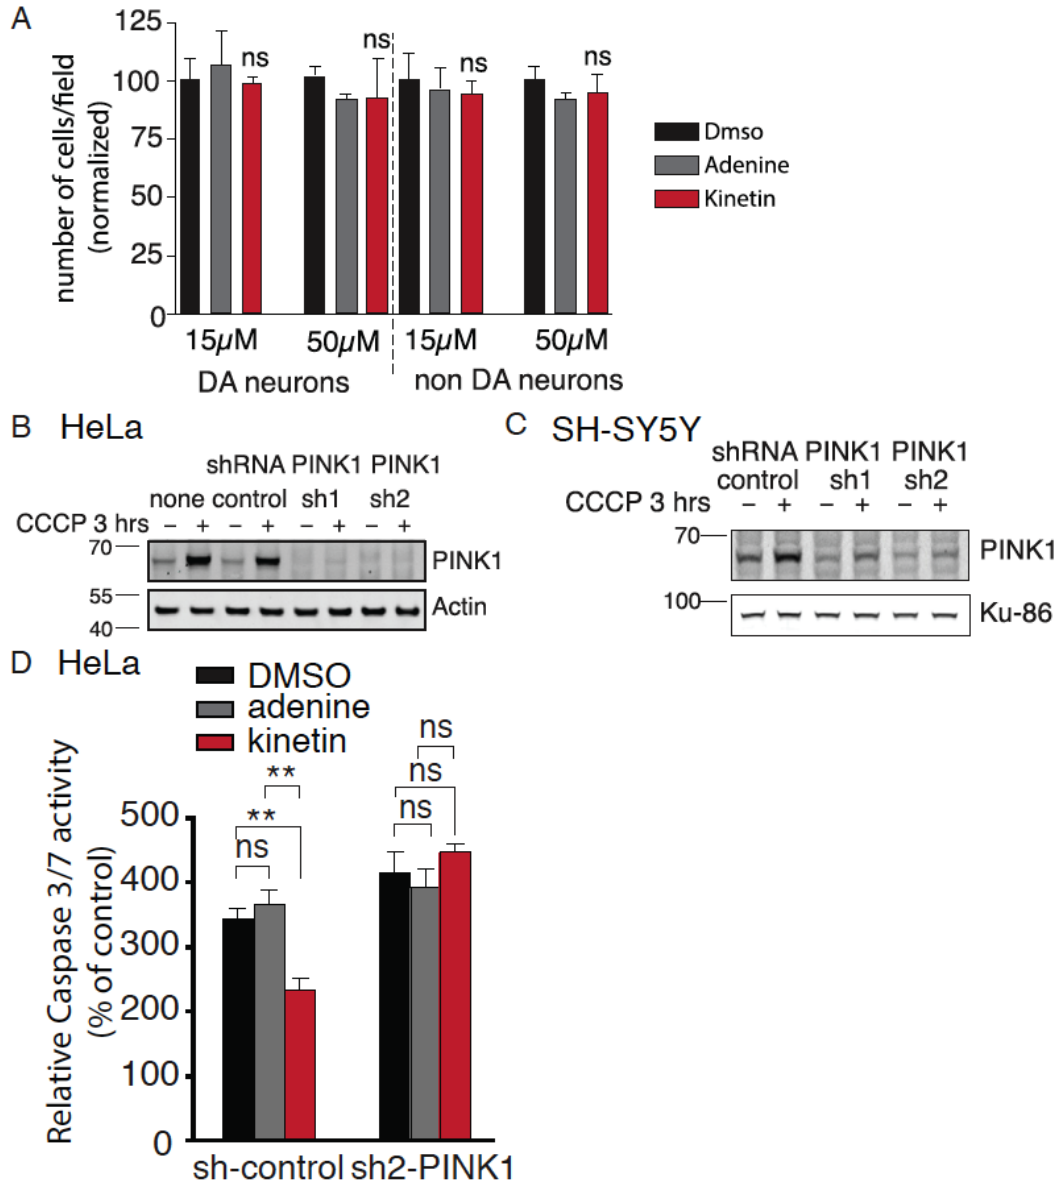 A
125
100
75
50
25
0
number of cells/field
(normalized)
ns
ns
ns
ns
Dmso
Adenine
Kinetin
15µM 50µM 15µM 50µM
DA neurons non DA neurons
B HeLa
shRNA PINK1 PINK1
none control sh1 sh2
CCCP 3 hrs – + – + – + – +
70
PINK1
55
Actin
40
C SH-SY5Y
shRNA PINK1 PINK1
control sh1 sh2
CCCP 3 hrs – + – + – +
70
PINK1
100
Ku-86
D HeLa
DMSO
adenine
kinetin
Relative Caspase 3/7 activity
(% of control)
500
400
300
200
100
0
**
**
ns
ns
ns
ns
sh-control sh2-PINK1